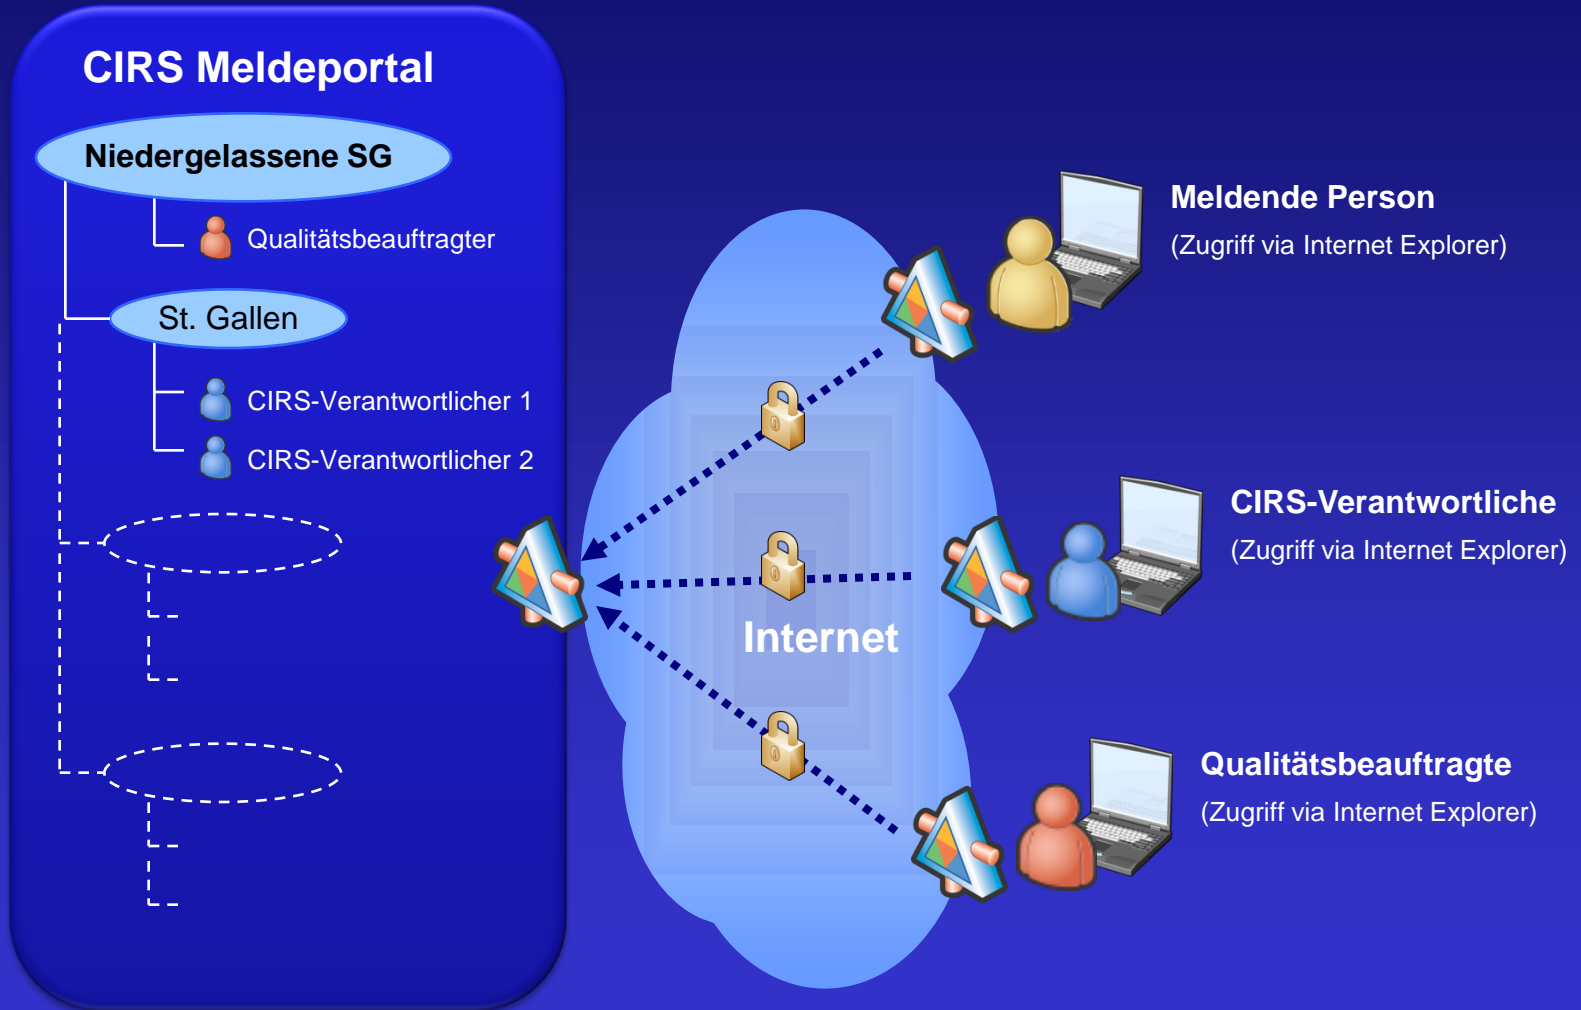 CIRS Meldeportal
Niedergelassene SG
Qualitätsbeauftragter
St. Gallen
CIRS-Verantwortlicher 1
CIRS-Verantwortlicher 2
Internet
Meldende Person
(Zugriff via Internet Explorer)
CIRS-Verantwortliche
(Zugriff via Internet Explorer)
Qualitätsbeauftragte
(Zugriff via Internet Explorer)